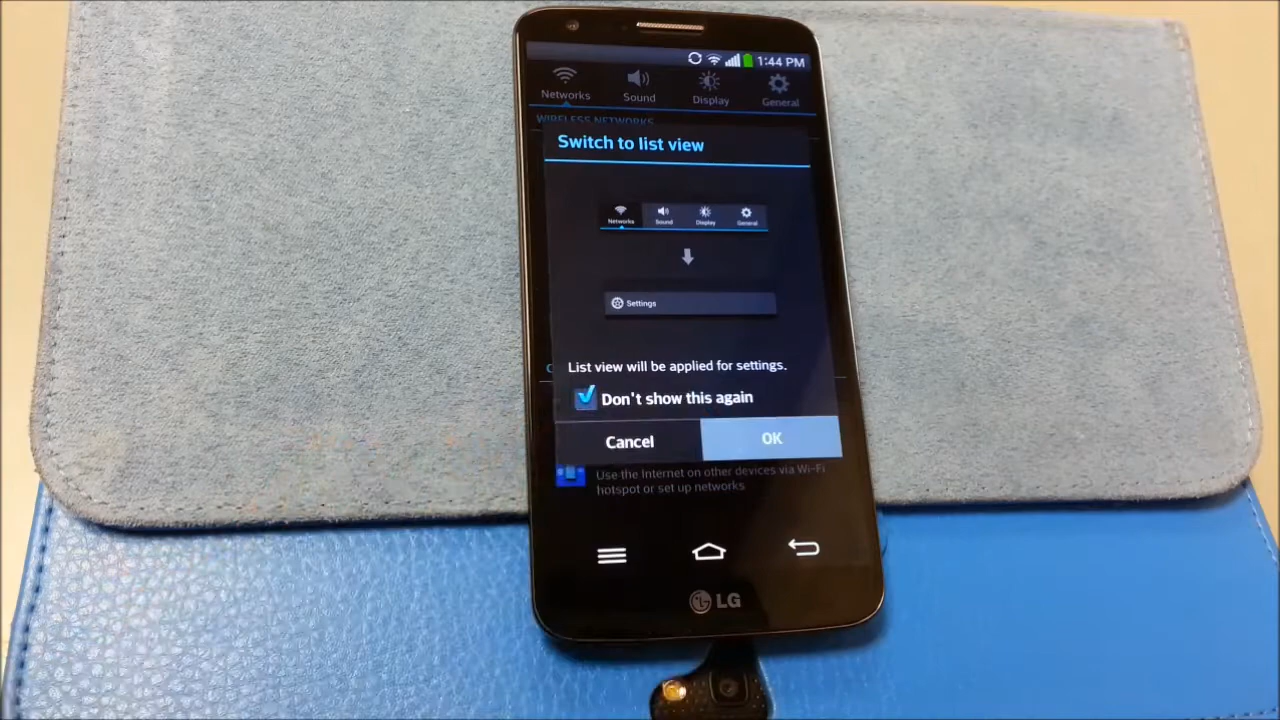 1:44 PM
Networks Sound Display General
WIRELESS NETWORKS
Switch to list view
Networks Sound Display General
Settings
List view will be applied for settings.
Don't show this again
Cancel OK
Use the Internet on other devices via Wi-Fi
hotspot or set up networks
LG